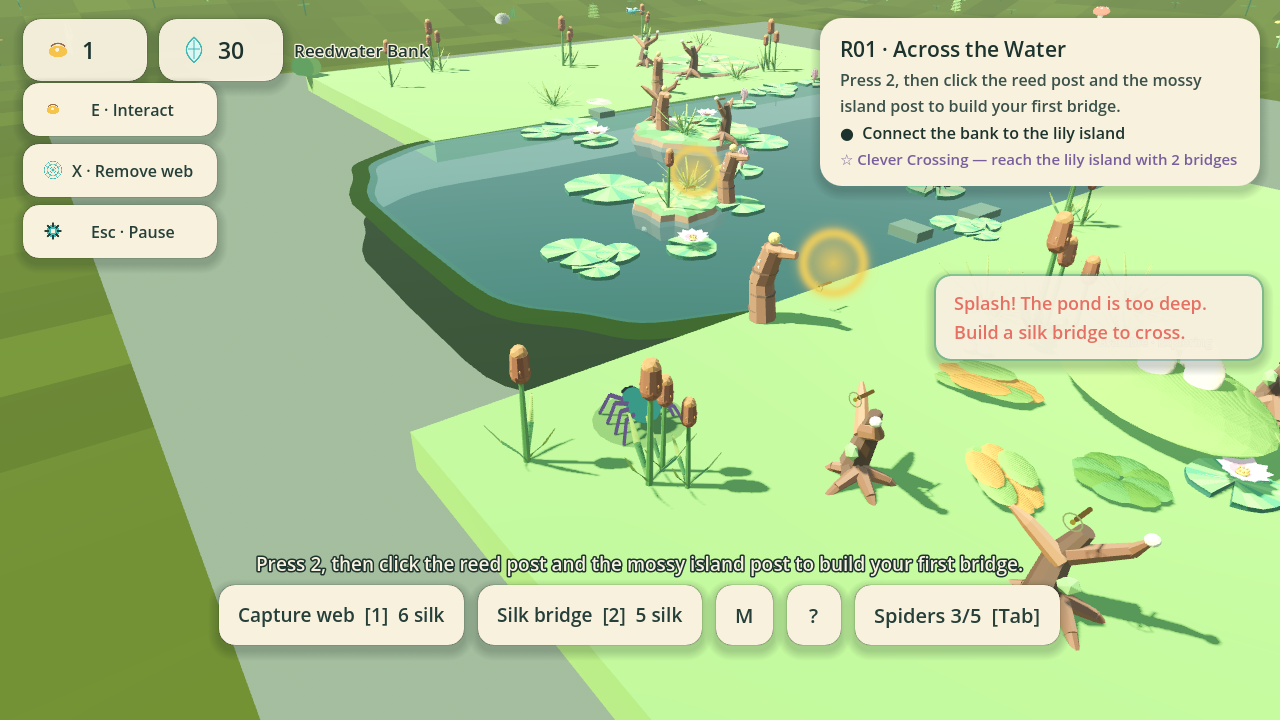 1
30
Reedwater Bank
E · Interact
X · Remove web
Esc · Pause
R01 · Across the Water
Press 2, then click the reed post and the mossy
island post to build your first bridge.
● Connect the bank to the lily island
☆ Clever Crossing — reach the lily island with 2 bridges
Splash! The pond is too deep.
Build a silk bridge to cross.
Press 2, then click the reed post and the mossy island post to build your first bridge.
Capture web [1] 6 silk
Silk bridge [2] 5 silk
M
?
Spiders 3/5 [Tab]